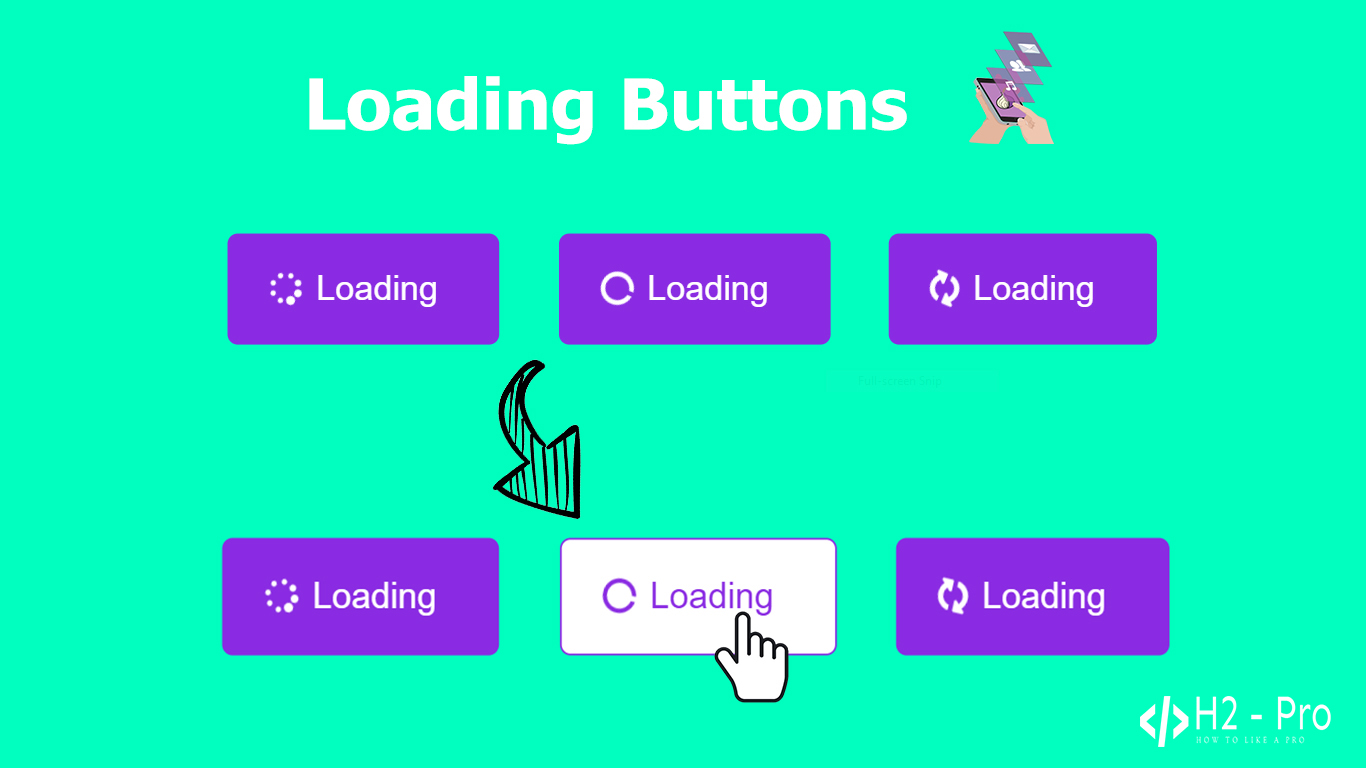 Loading Buttons
Loading
Loading
Loading
Full-screen Snip
Loading
Loading
Loading
H2 - Pro
HOW TO LIKE A PRO